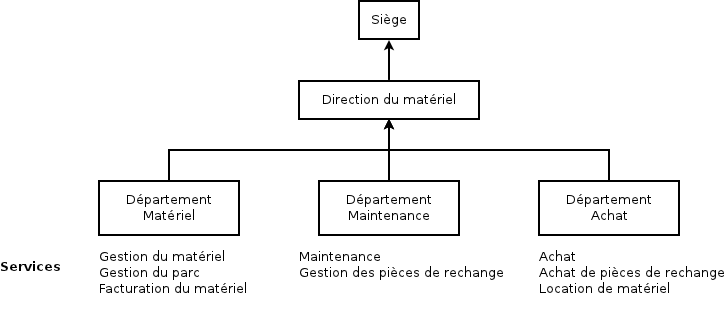 Siège
Direction du matériel
Département
Matériel
Département
Maintenance
Département
Achat
Services
Gestion du matériel
Gestion du parc
Facturation du matériel
Maintenance
Gestion des pièces de rechange
Achat
Achat de pièces de rechange
Location de matériel